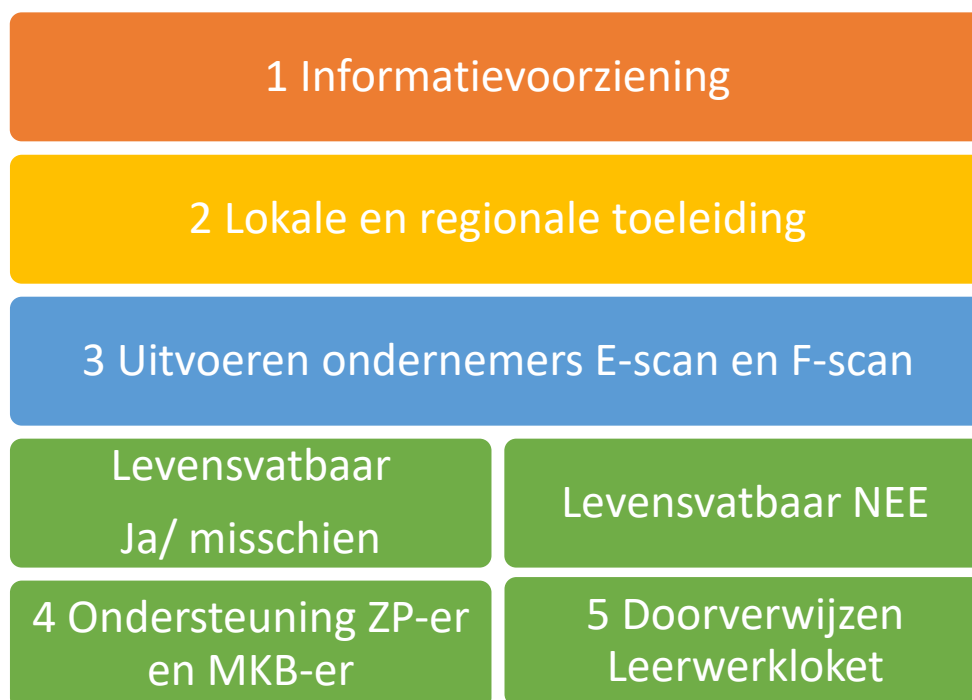 1 Informatievoorziening
2 Lokale en regionale toeleiding
3 Uitvoeren ondernemers E-scan en F-scan
Levensvatbaar
Ja/ misschien
Levensvatbaar NEE
4 Ondersteuning ZP-er
en MKB-er
5 Doorverwijzen
Leerwerkloket